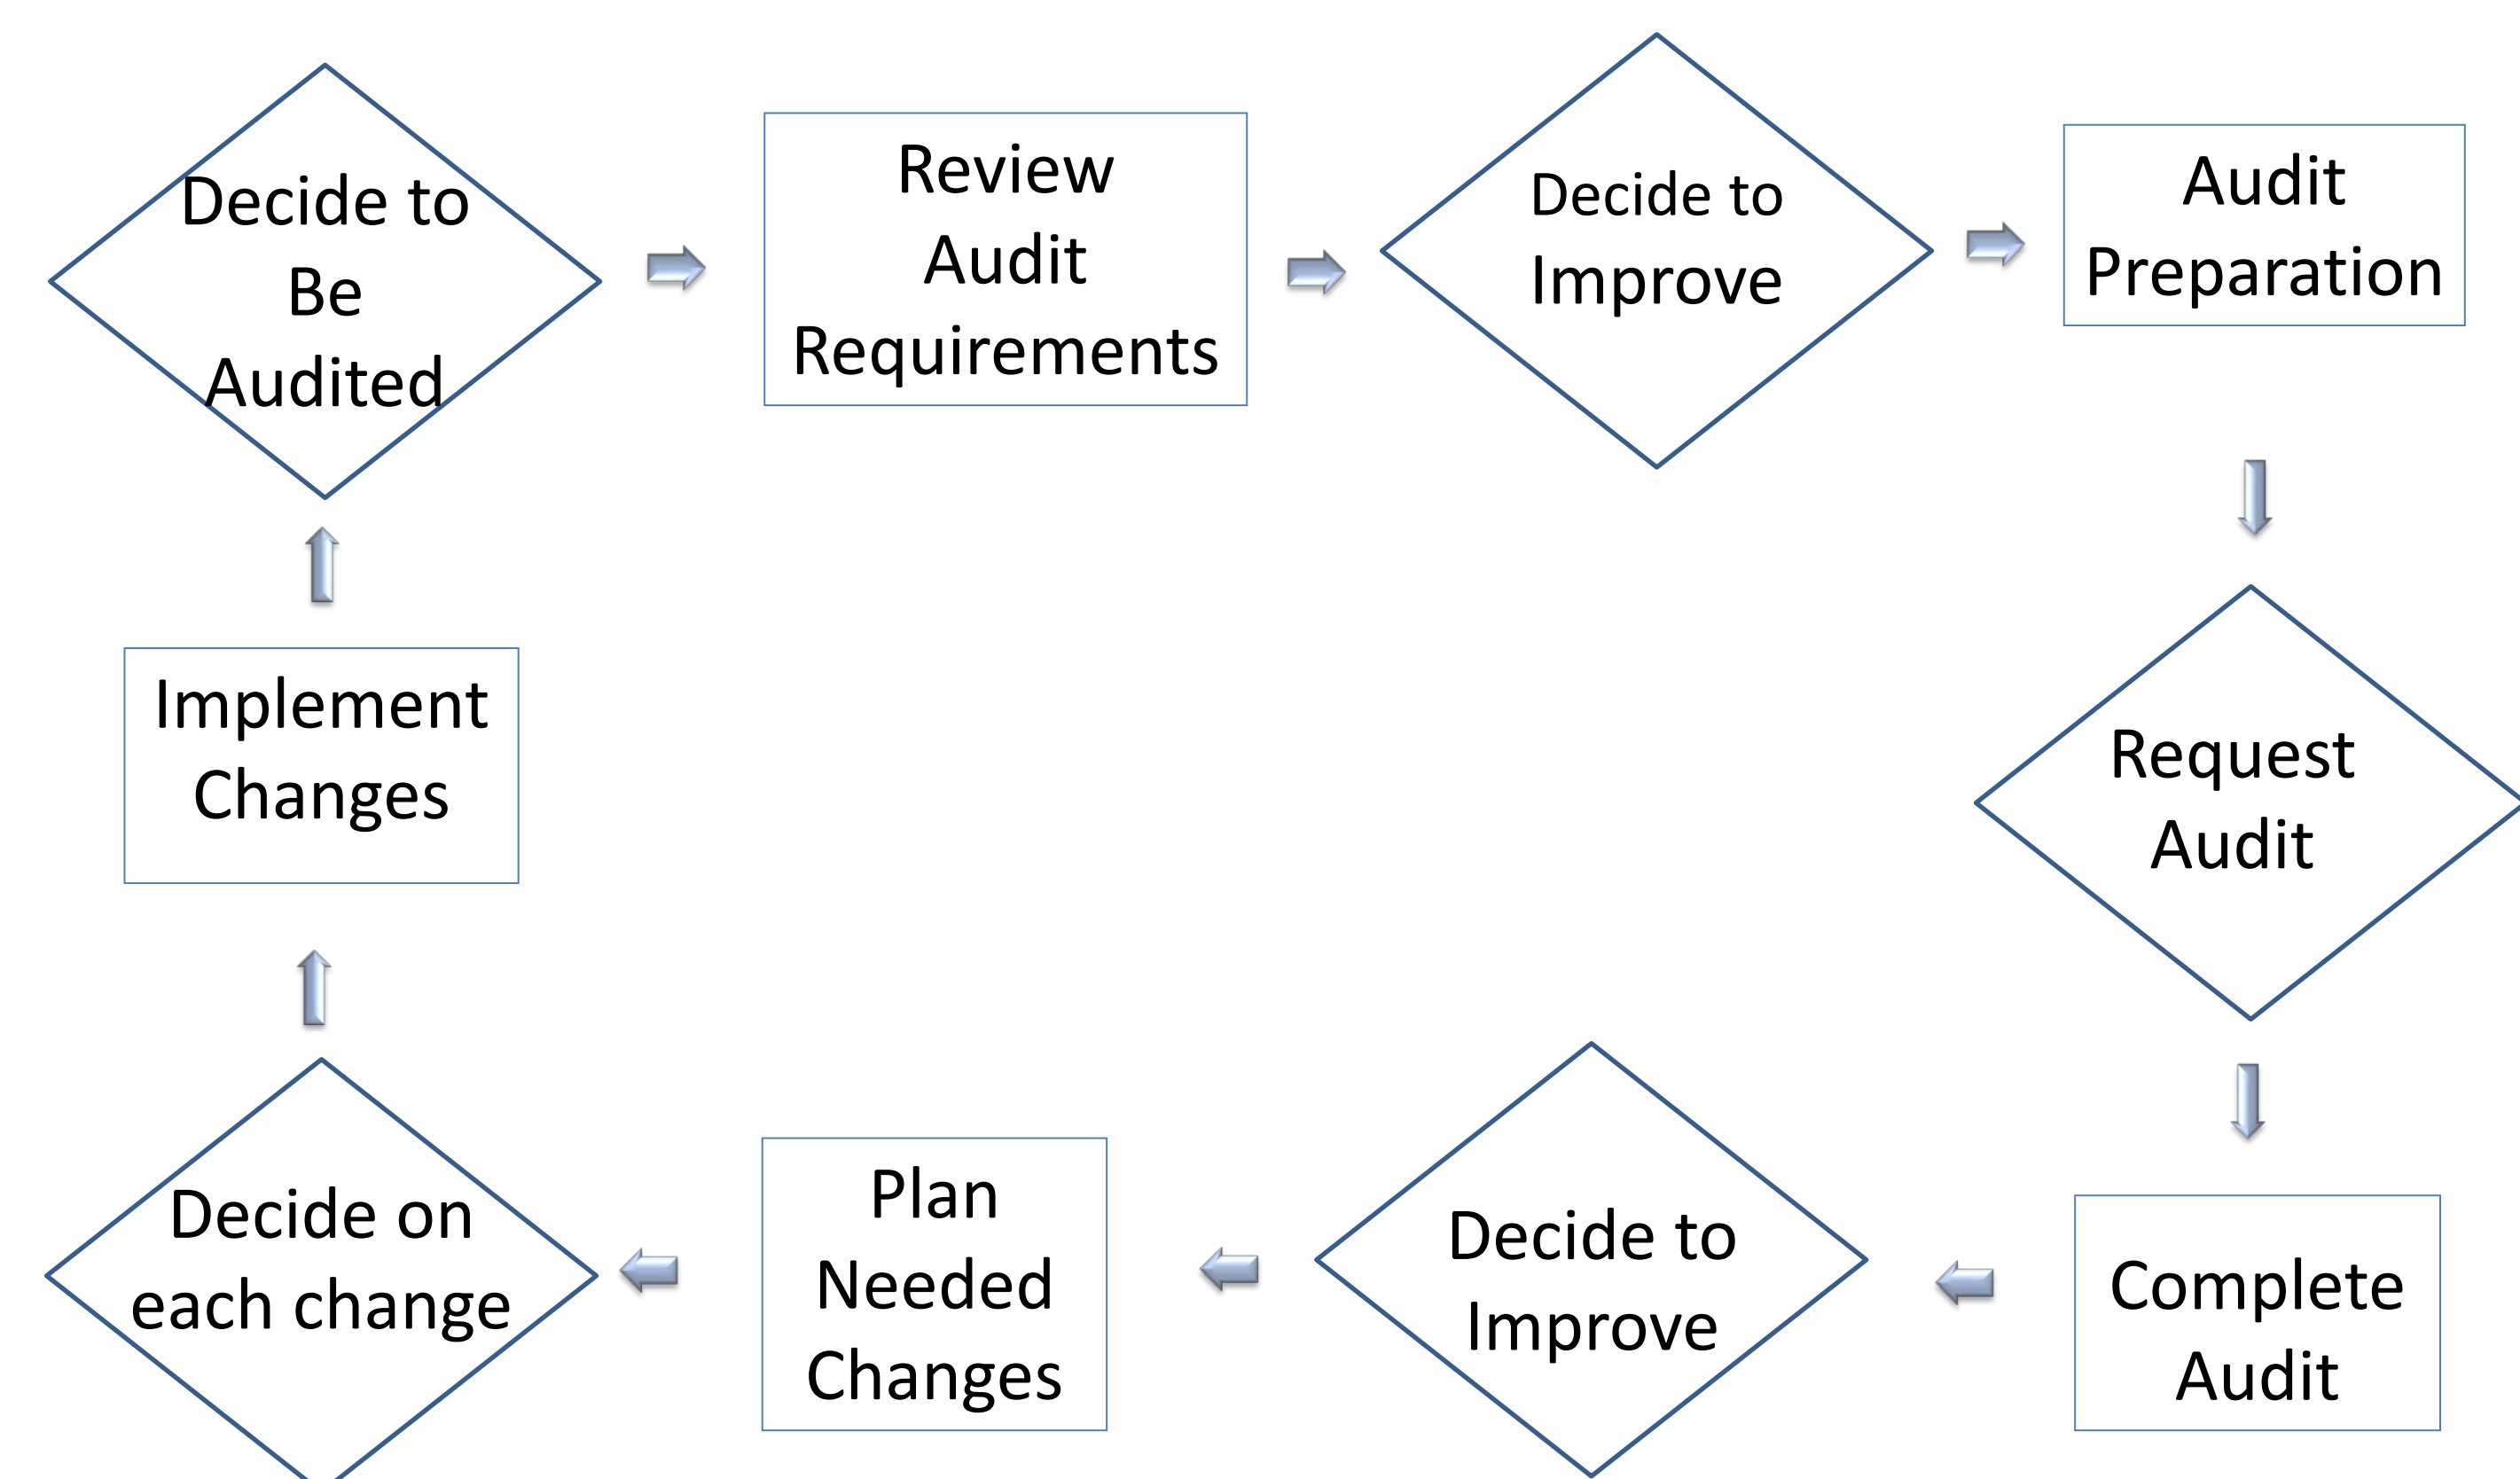 Decide to
Be
Audited
Review
Audit
Requirements
Decide to
Improve
Audit
Preparation
Request
Audit
Complete
Audit
Decide to
Improve
Plan
Needed
Changes
Decide on
each change
Implement
Changes